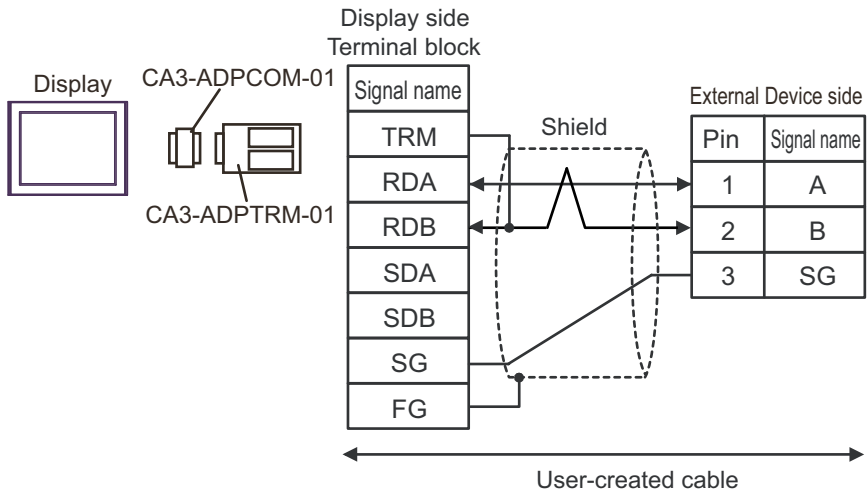 Display side
Terminal block
Display
CA3-ADPCOM-01
CA3-ADPTRM-01
Signal name
TRM
RDA
RDB
SDA
SDB
SG
FG
Shield
External Device side
Pin Signal name
1 A
2 B
3 SG
User-created cable